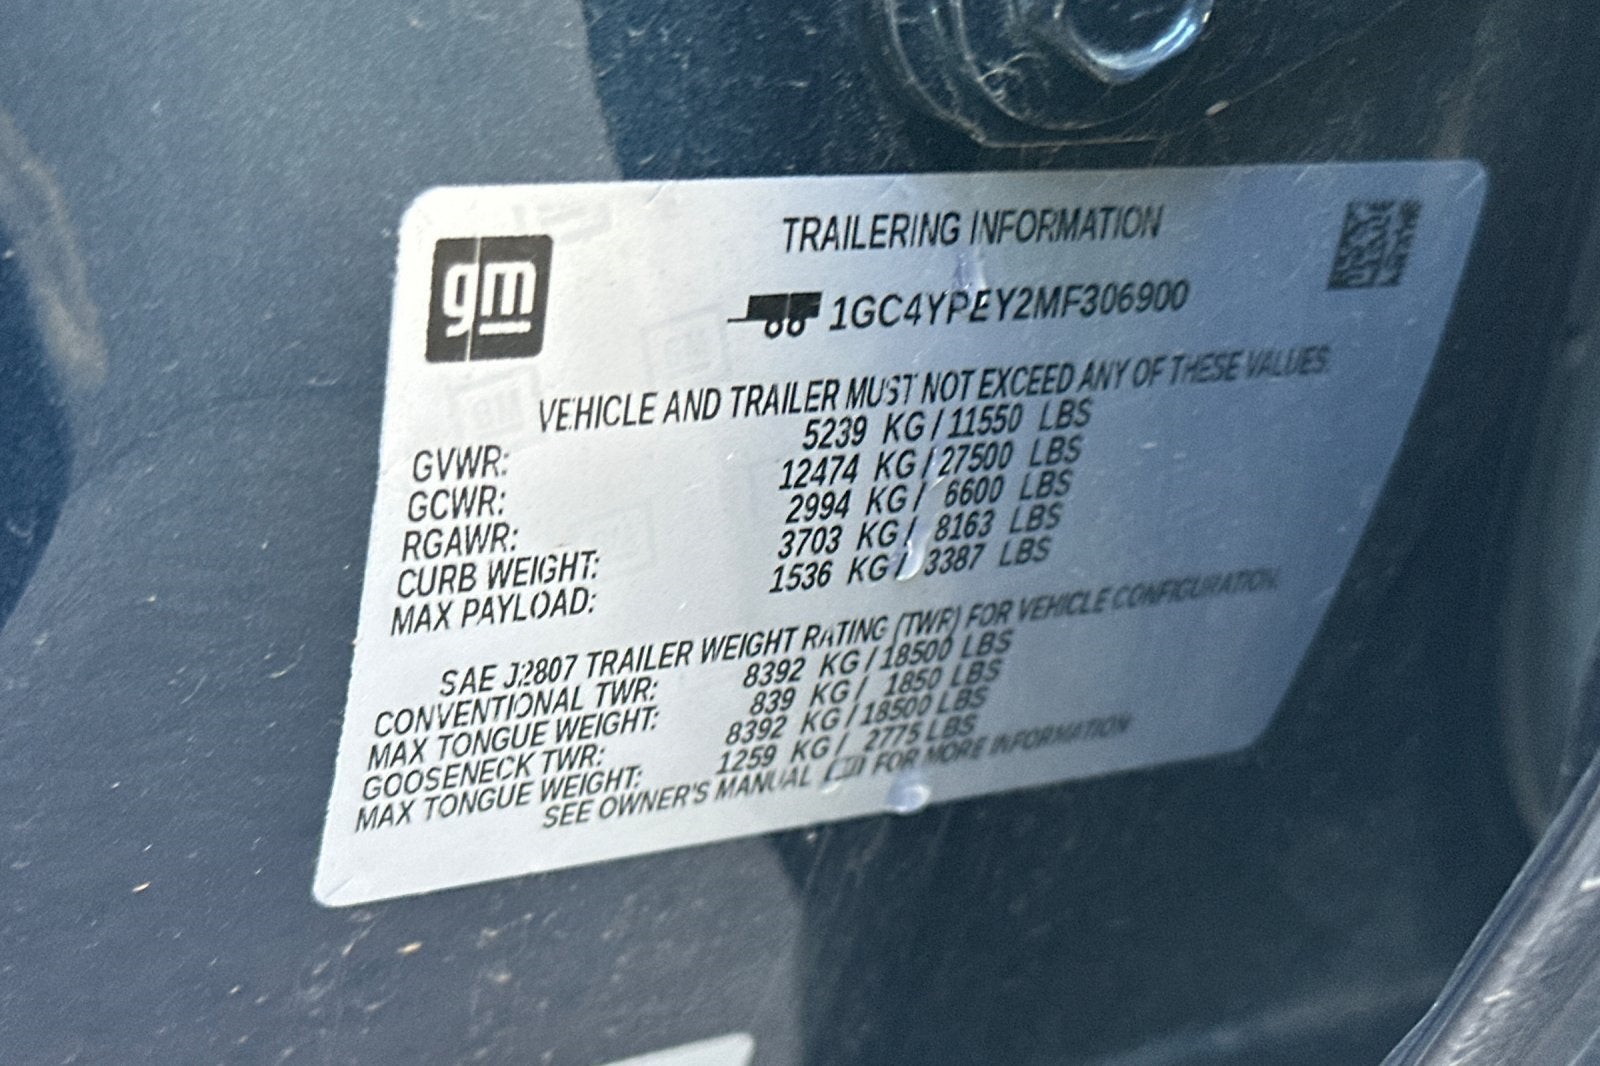 gm
TRAILERING INFORMATION
1GC4YPEY2MF306900
VEHICLE AND TRAILER MUST NOT EXCEED ANY OF THESE VALUES.
GVWR: 5239 KG / 11550 LBS
GCWR: 12474 KG / 27500 LBS
RGAWR: 2994 KG / 6600 LBS
CURB WEIGHT: 3703 KG / 8163 LBS
MAX PAYLOAD: 1536 KG / 3387 LBS
SAE J2807 TRAILER WEIGHT RATING (TWR) FOR VEHICLE CONFIGURATION.
CONVENTIONAL TWR: 8392 KG / 18500 LBS
MAX TONGUE WEIGHT: 839 KG / 1850 LBS
GOOSENECK TWR: 8392 KG / 18500 LBS
MAX TONGUE WEIGHT: 1259 KG / 2775 LBS
SEE OWNER'S MANUAL FOR MORE INFORMATION